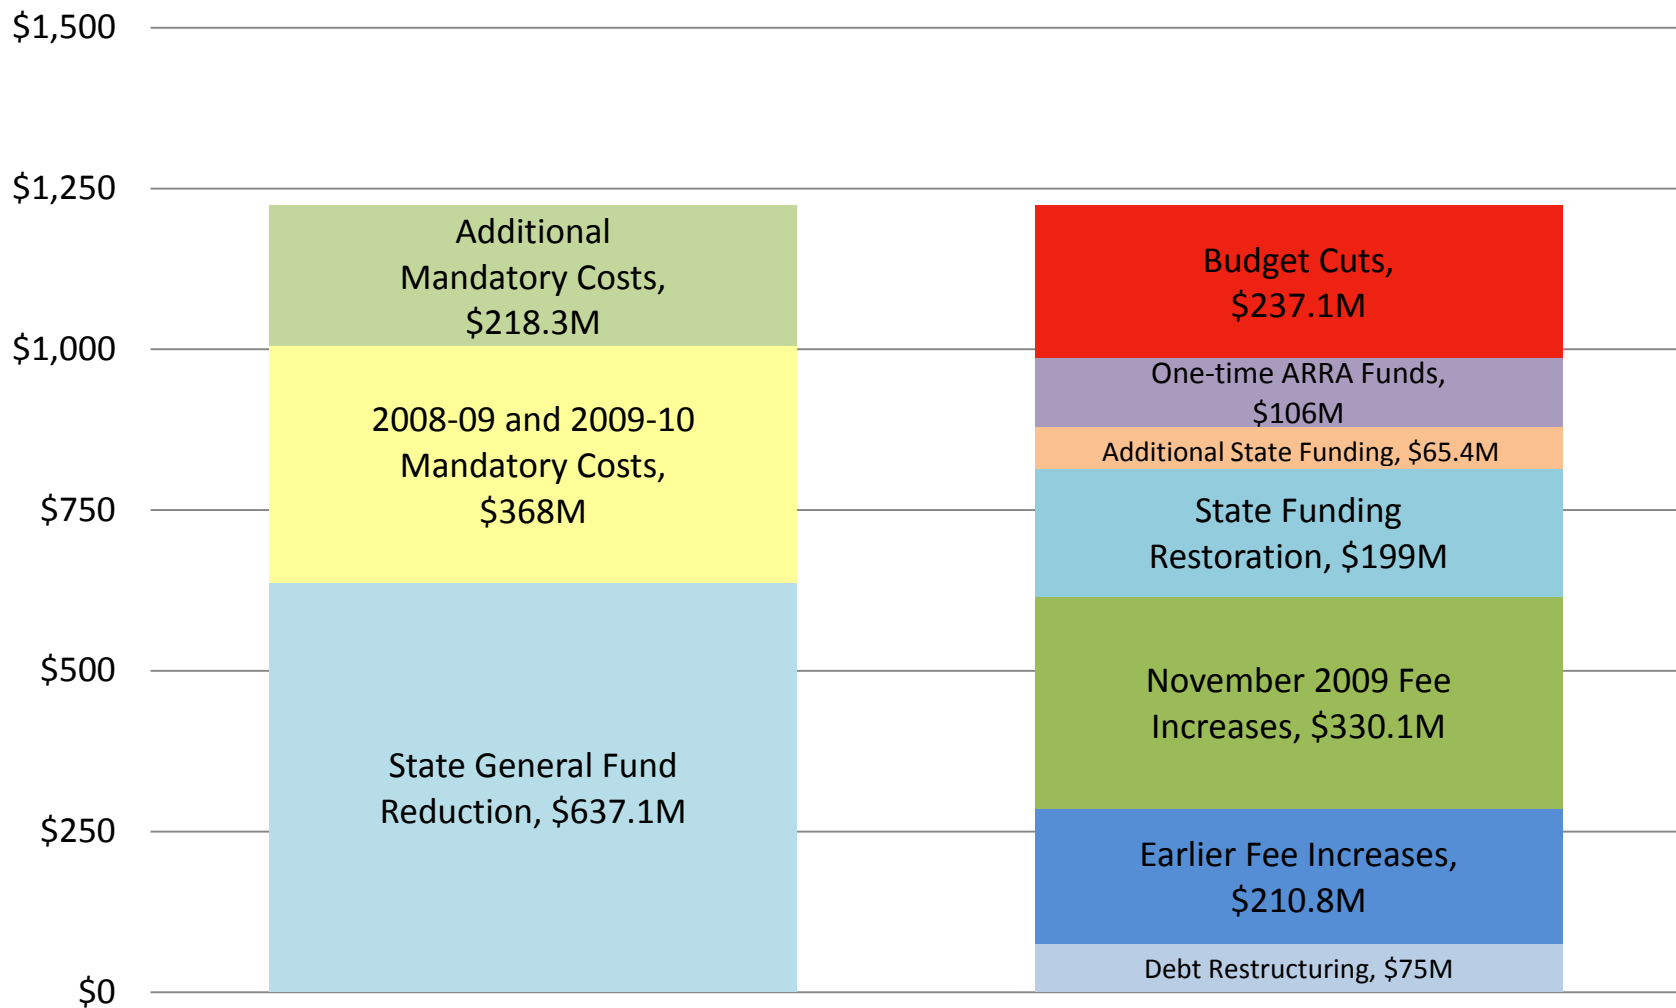 $1,500
$1,250
$1,000
$750
$500
$250
$0
Additional
Mandatory Costs,
$218.3M
2008-09 and 2009-10
Mandatory Costs,
$368M
State General Fund
Reduction, $637.1M
Budget Cuts,
$237.1M
One-time ARRA Funds,
$106M
Additional State Funding, $65.4M
State Funding
Restoration, $199M
November 2009 Fee
Increases, $330.1M
Earlier Fee Increases,
$210.8M
Debt Restructuring, $75M